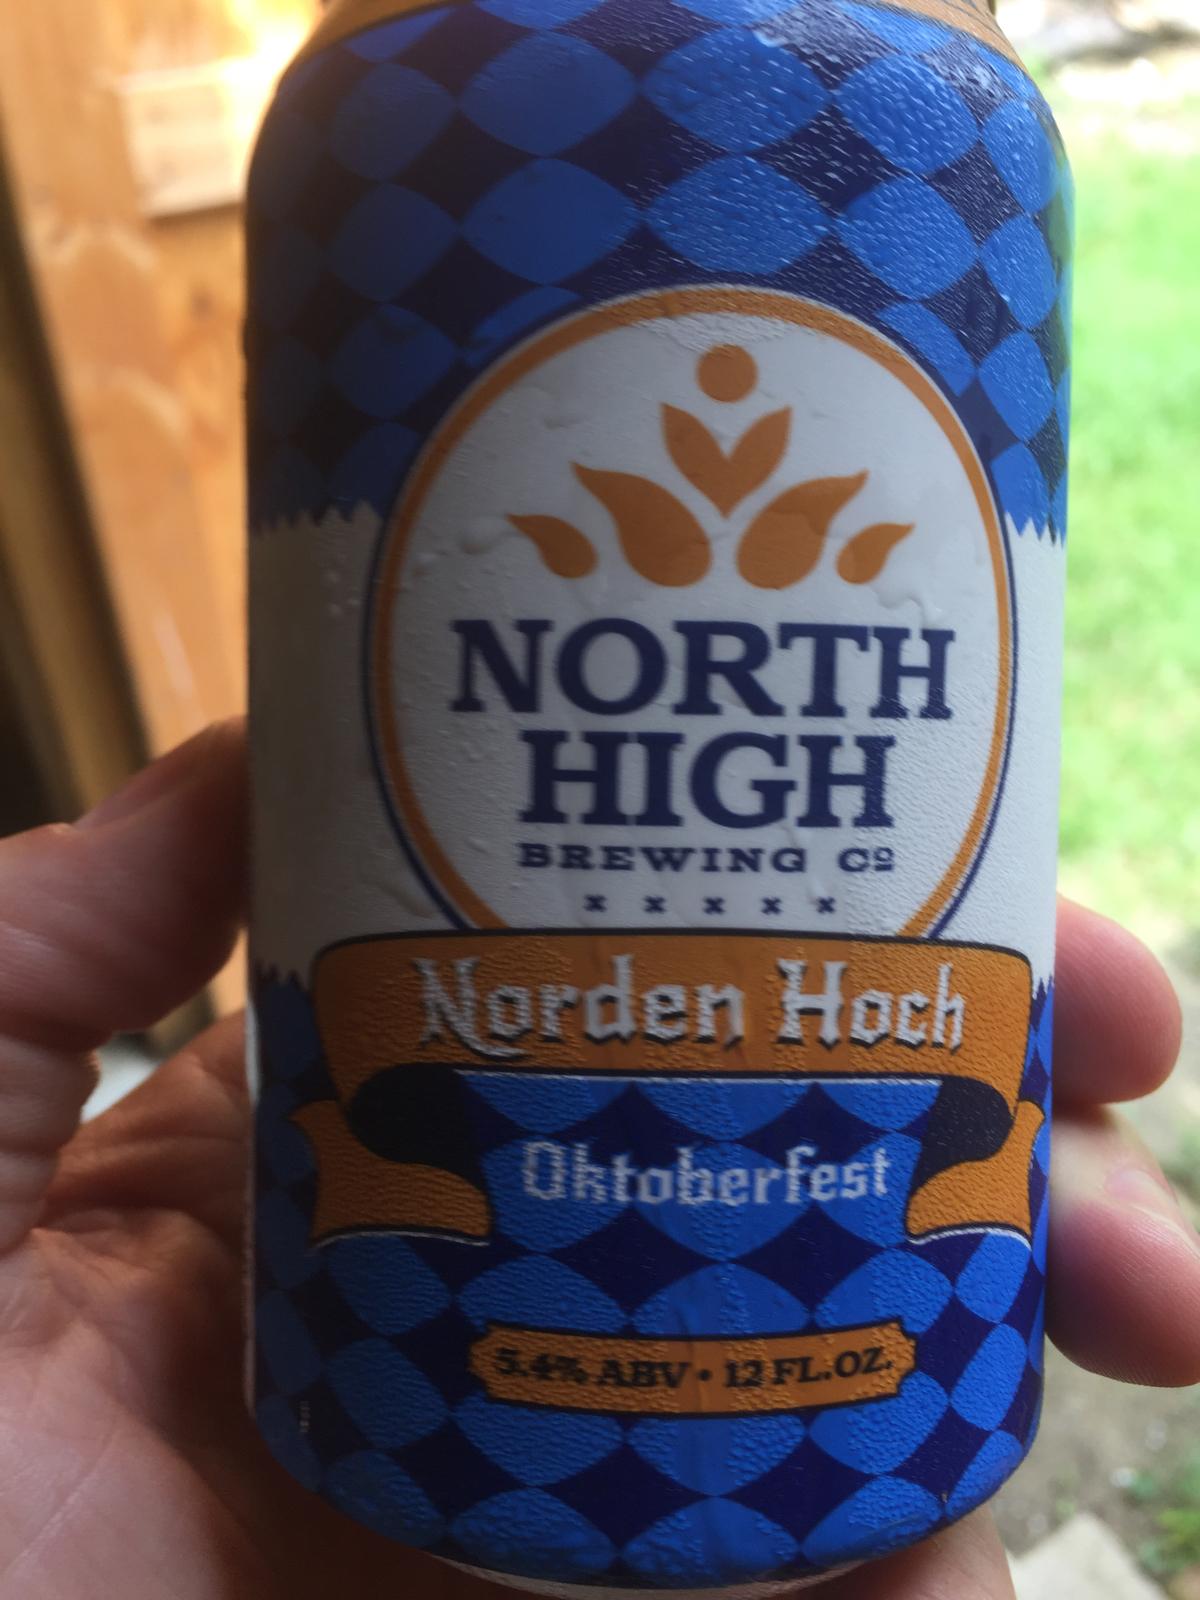 NORTH
HIGH
BREWING Cº
x x x x x
Norden Hoch
Oktoberfest
5.4% ABV • 12 FL.OZ.